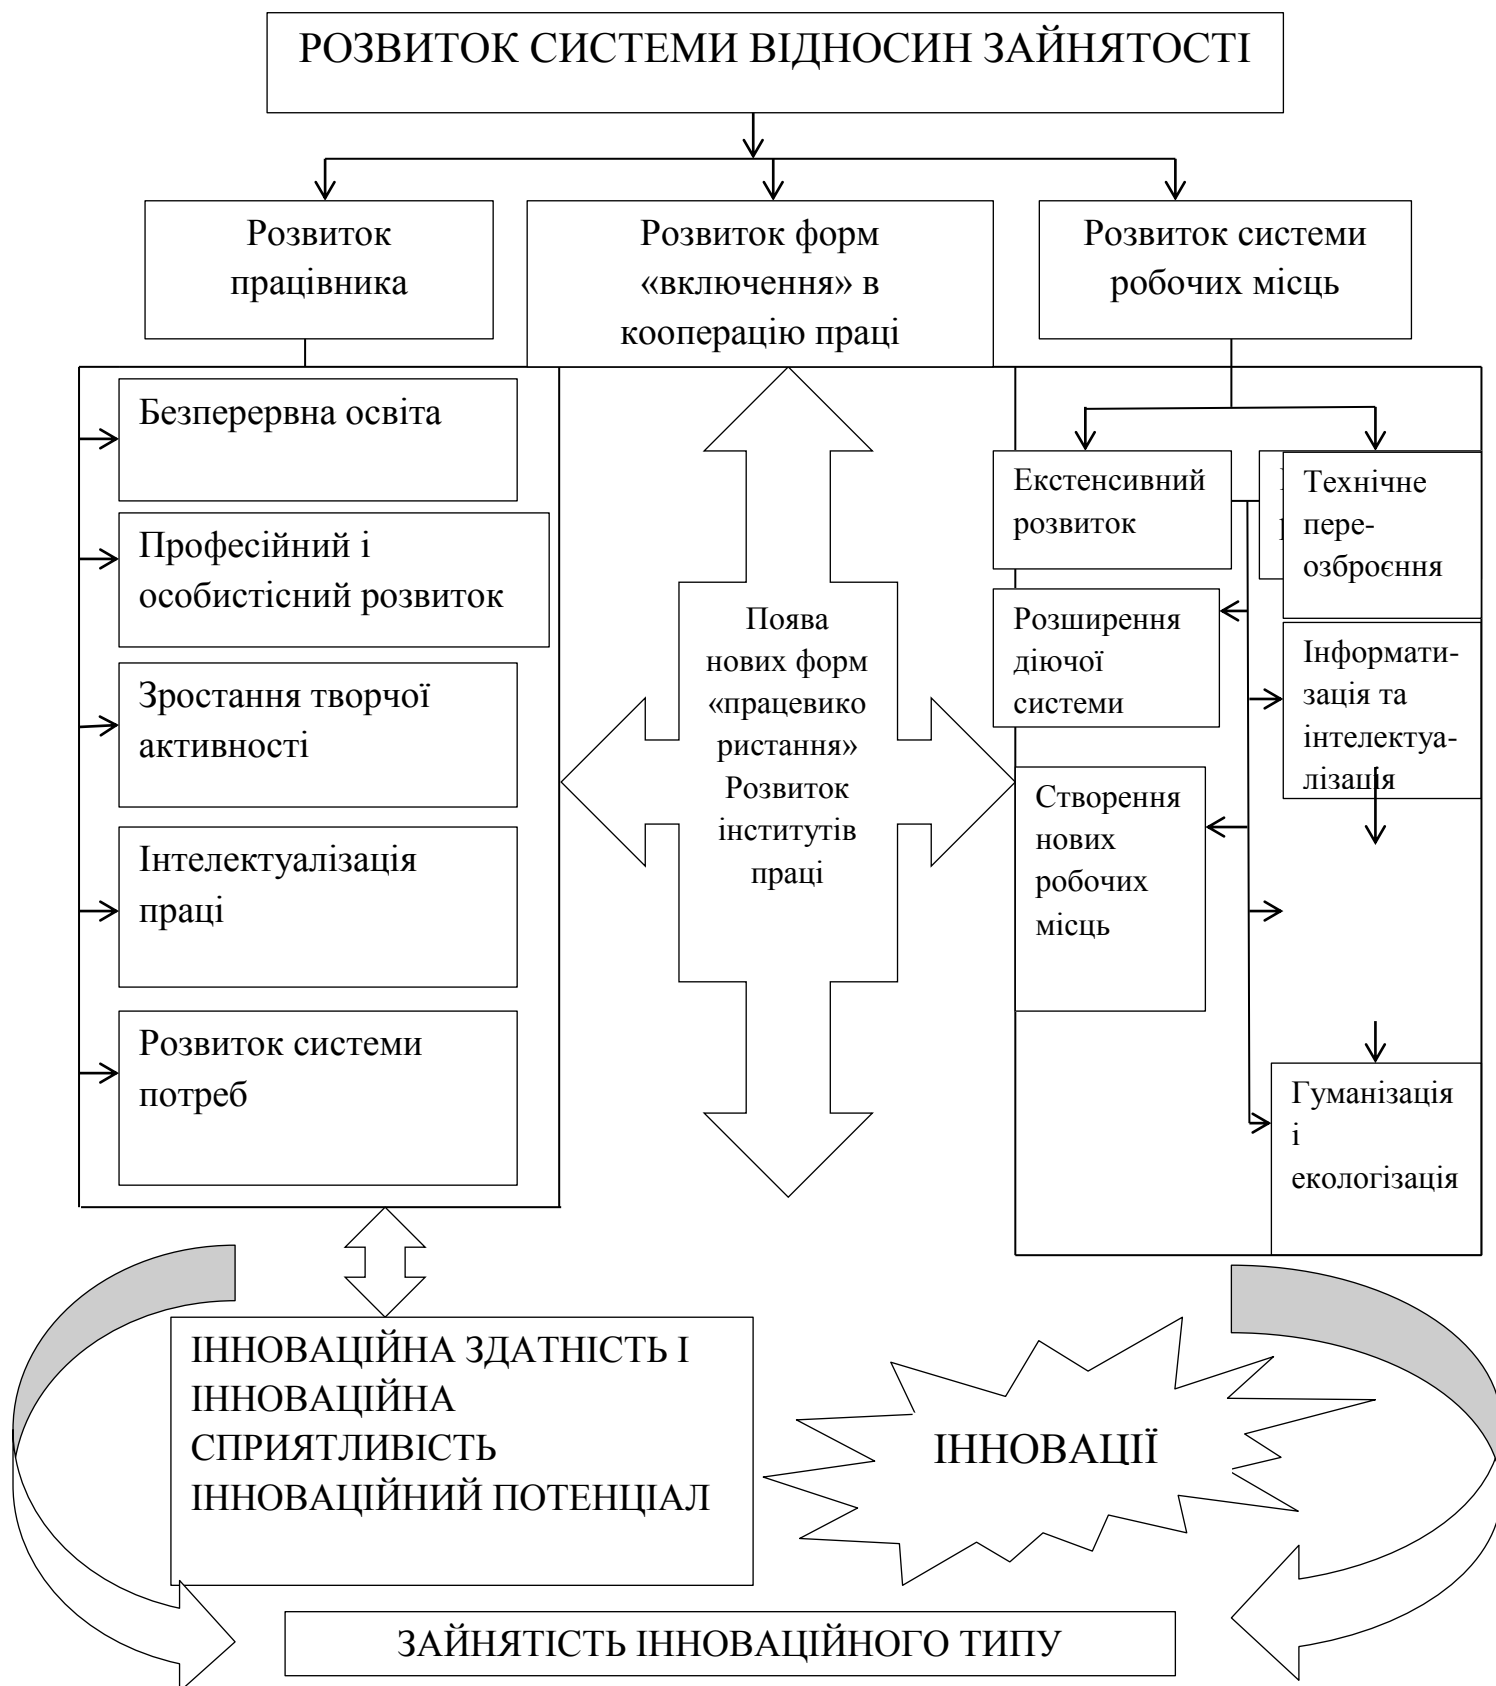 РОЗВИТОК СИСТЕМИ ВІДНОСИН ЗАЙНЯТОСТІ
Розвиток
працівника
Розвиток форм
«включення» в
кооперацію праці
Розвиток системи
робочих місць
Безперервна освіта
Професійний і
особистісний розвиток
Зростання творчої
активності
Інтелектуалізація
праці
Розвиток системи
потреб
Поява
нових форм
«працевико
ристання»
Розвиток
інститутів
праці
Екстенсивний
розвиток
Розширення
діючої
системи
Створення
нових
робочих
місць
Технічне
пере-
озброєння
Інформати-
зація та
інтелектуа-
лізація
Гуманізація
і
екологізація
ІННОВАЦІЙНА ЗДАТНІСТЬ І
ІННОВАЦІЙНА
СПРИЯТЛИВІСТЬ
ІННОВАЦІЙНИЙ ПОТЕНЦІАЛ
ІННОВАЦІЇ
ЗАЙНЯТІСТЬ ІННОВАЦІЙНОГО ТИПУ